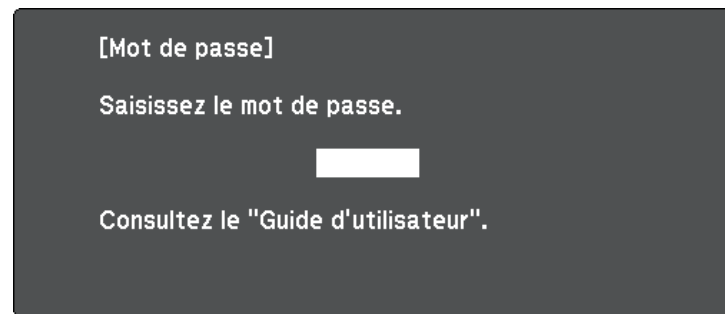 [Mot de passe]
Saisissez le mot de passe.
Consultez le "Guide d'utilisateur".